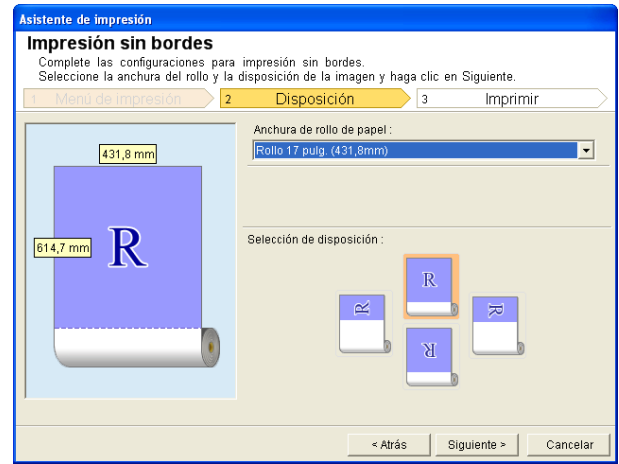 Asistente de impresión
Impresión sin bordes
Complete las configuraciones para impresión sin bordes.
Seleccione la anchura del rollo y la disposición de la imagen y haga clic en Siguiente.
1 Menú de impresión 2 Disposición 3 Imprimir
Anchura de rollo de papel :
431,8 mm
Rollo 17 pulg. (431,8mm)
614,7 mm
R
Selección de disposición :
R
R
R
R
< Atrás Siguiente > Cancelar